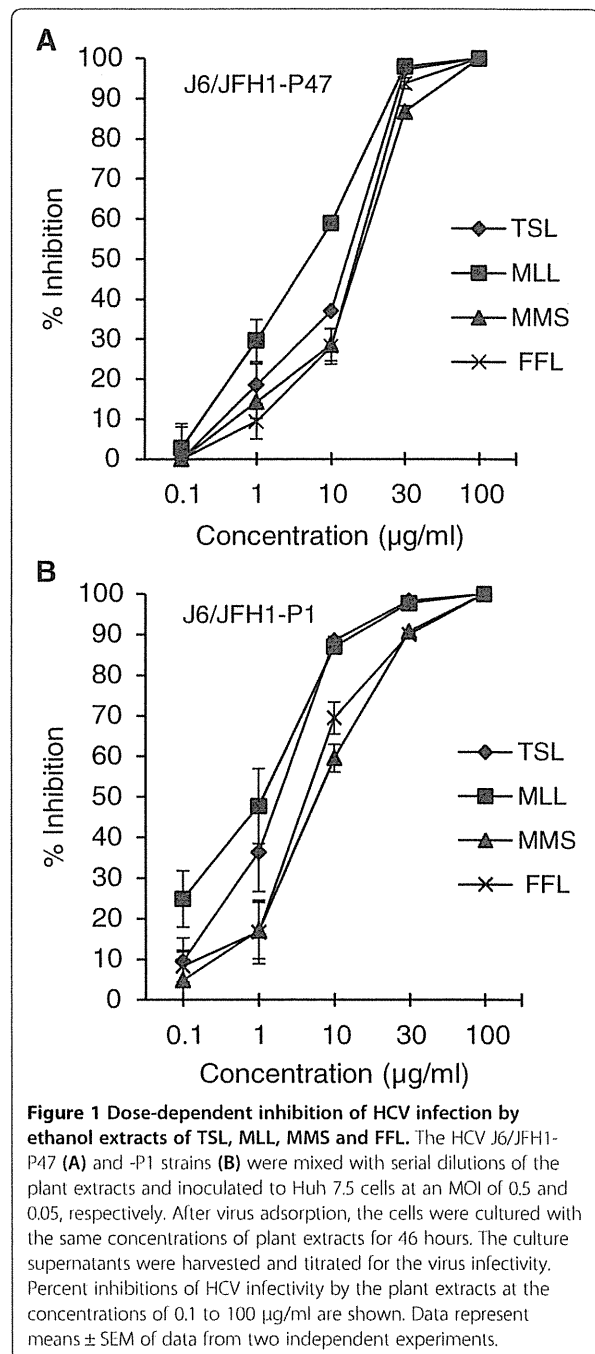 A
J6/JFH1-P47
100
90
80
70
60
50
40
30
20
10
0
% Inhibition
TSL
MLL
MMS
FFL
0.1 1 10 30 100
Concentration (µg/ml)
B
J6/JFH1-P1
100
90
80
70
60
50
40
30
20
10
0
% Inhibition
TSL
MLL
MMS
FFL
0.1 1 10 30 100
Concentration (µg/ml)
Figure 1 Dose-dependent inhibition of HCV infection by
ethanol extracts of TSL, MLL, MMS and FFL. The HCV J6/JFH1-
P47 (A) and -P1 strains (B) were mixed with serial dilutions of the
plant extracts and inoculated to Huh 7.5 cells at an MOI of 0.5 and
0.05, respectively. After virus adsorption, the cells were cultured with
the same concentrations of plant extracts for 46 hours. The culture
supernatants were harvested and titrated for the virus infectivity.
Percent inhibitions of HCV infectivity by the plant extracts at the
concentrations of 0.1 to 100 µg/ml are shown. Data represent
means ± SEM of data from two independent experiments.